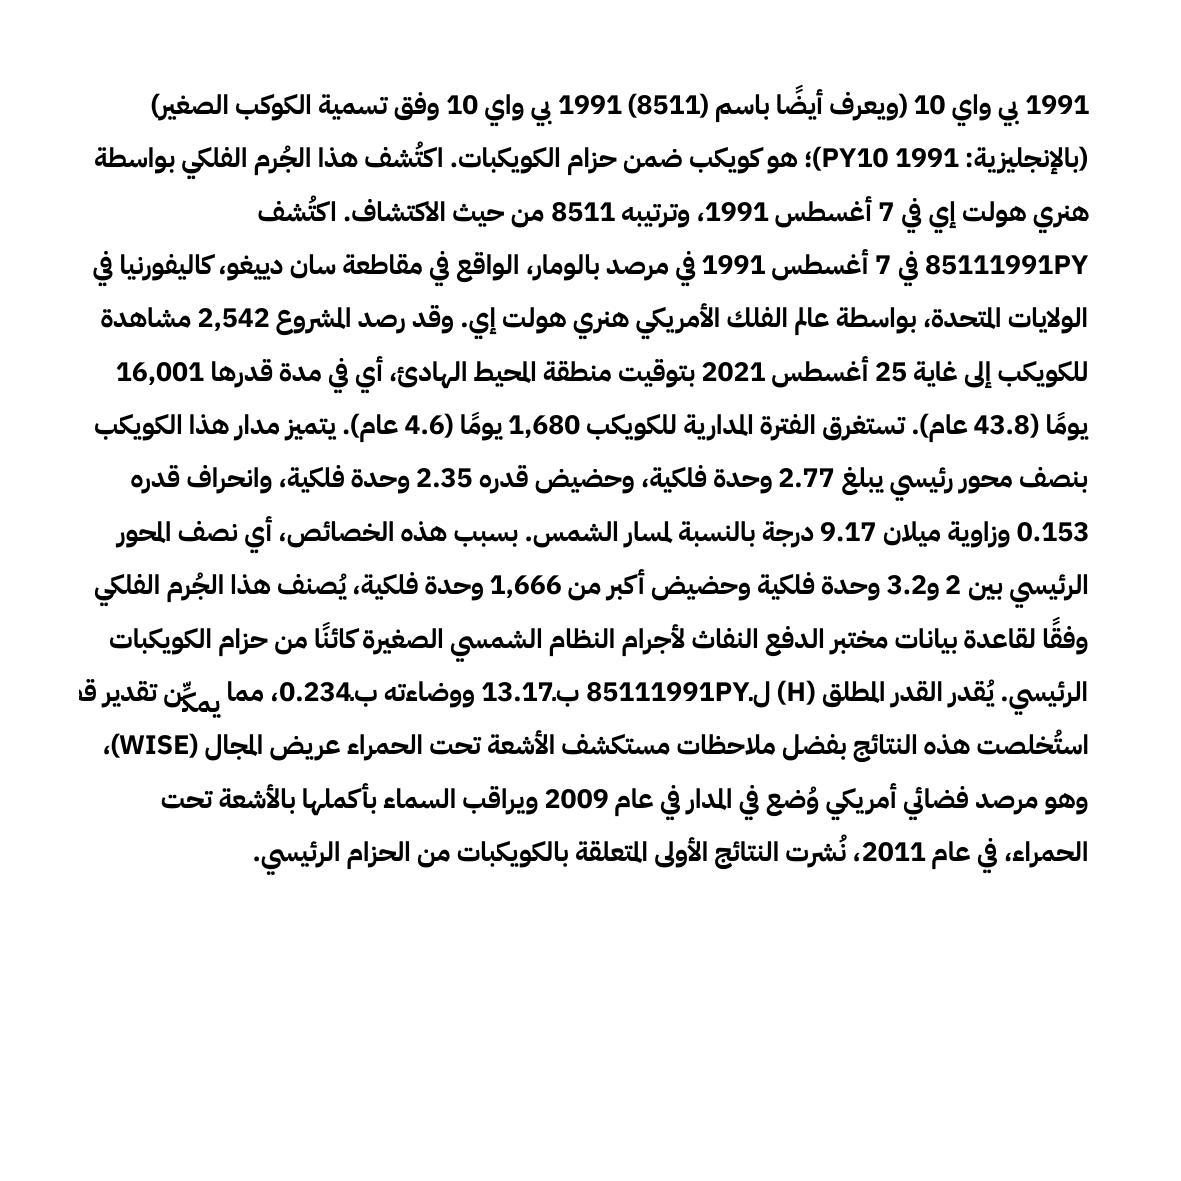 1991 بي واي 10 (ويعرف أيضًا باسم (8511) 1991 بي واي 10 وفق تسمية الكوكب الصغير)
(بالإنجليزية: 1991 PY10)؛ هو كويكب ضمن حزام الكويكبات. اكتُشف هذا الجُرم الفلكي بواسطة
هنري هولت إي في 7 أغسطس 1991، وترتيبه 8511 من حيث الاكتشاف. اكتُشف
85111991PY في 7 أغسطس 1991 في مرصد بالومار، الواقع في مقاطعة سان دييغو، كاليفورنيا في
الولايات المتحدة، بواسطة عالم الفلك الأمريكي هنري هولت إي. وقد رصد المشروع 2,542 مشاهدة
للكويكب إلى غاية 25 أغسطس 2021 بتوقيت منطقة المحيط الهادئ، أي في مدة قدرها 16,001
يومًا (43.8 عام). تستغرق الفترة المدارية للكويكب 1,680 يومًا (4.6 عام). يتميز مدار هذا الكويكب
بنصف محور رئيسي يبلغ 2.77 وحدة فلكية، وحضيض قدره 2.35 وحدة فلكية، وانحراف قدره
0.153 وزاوية ميلان 9.17 درجة بالنسبة لمسار الشمس. بسبب هذه الخصائص، أي نصف المحور
الرئيسي بين 2 و3.2 وحدة فلكية وحضيض أكبر من 1,666 وحدة فلكية، يُصنف هذا الجُرم الفلكي
وفقًا لقاعدة بيانات مختبر الدفع النفاث لأجرام النظام الشمسي الصغيرة كائنًا من حزام الكويكبات
الرئيسي. يُقدر القدر المطلق (H) لـ85111991PY بـ13.17 ووضاءته بـ0.234، مما يمكِّن تقدير
استُخلصت هذه النتائج بفضل ملاحظات مستكشف الأشعة تحت الحمراء عريض المجال (WISE)،
وهو مرصد فضائي أمريكي وُضع في المدار في عام 2009 ويراقب السماء بأكملها بالأشعة تحت
الحمراء، في عام 2011، نُشرت النتائج الأولى المتعلقة بالكويكبات من الحزام الرئيسي.